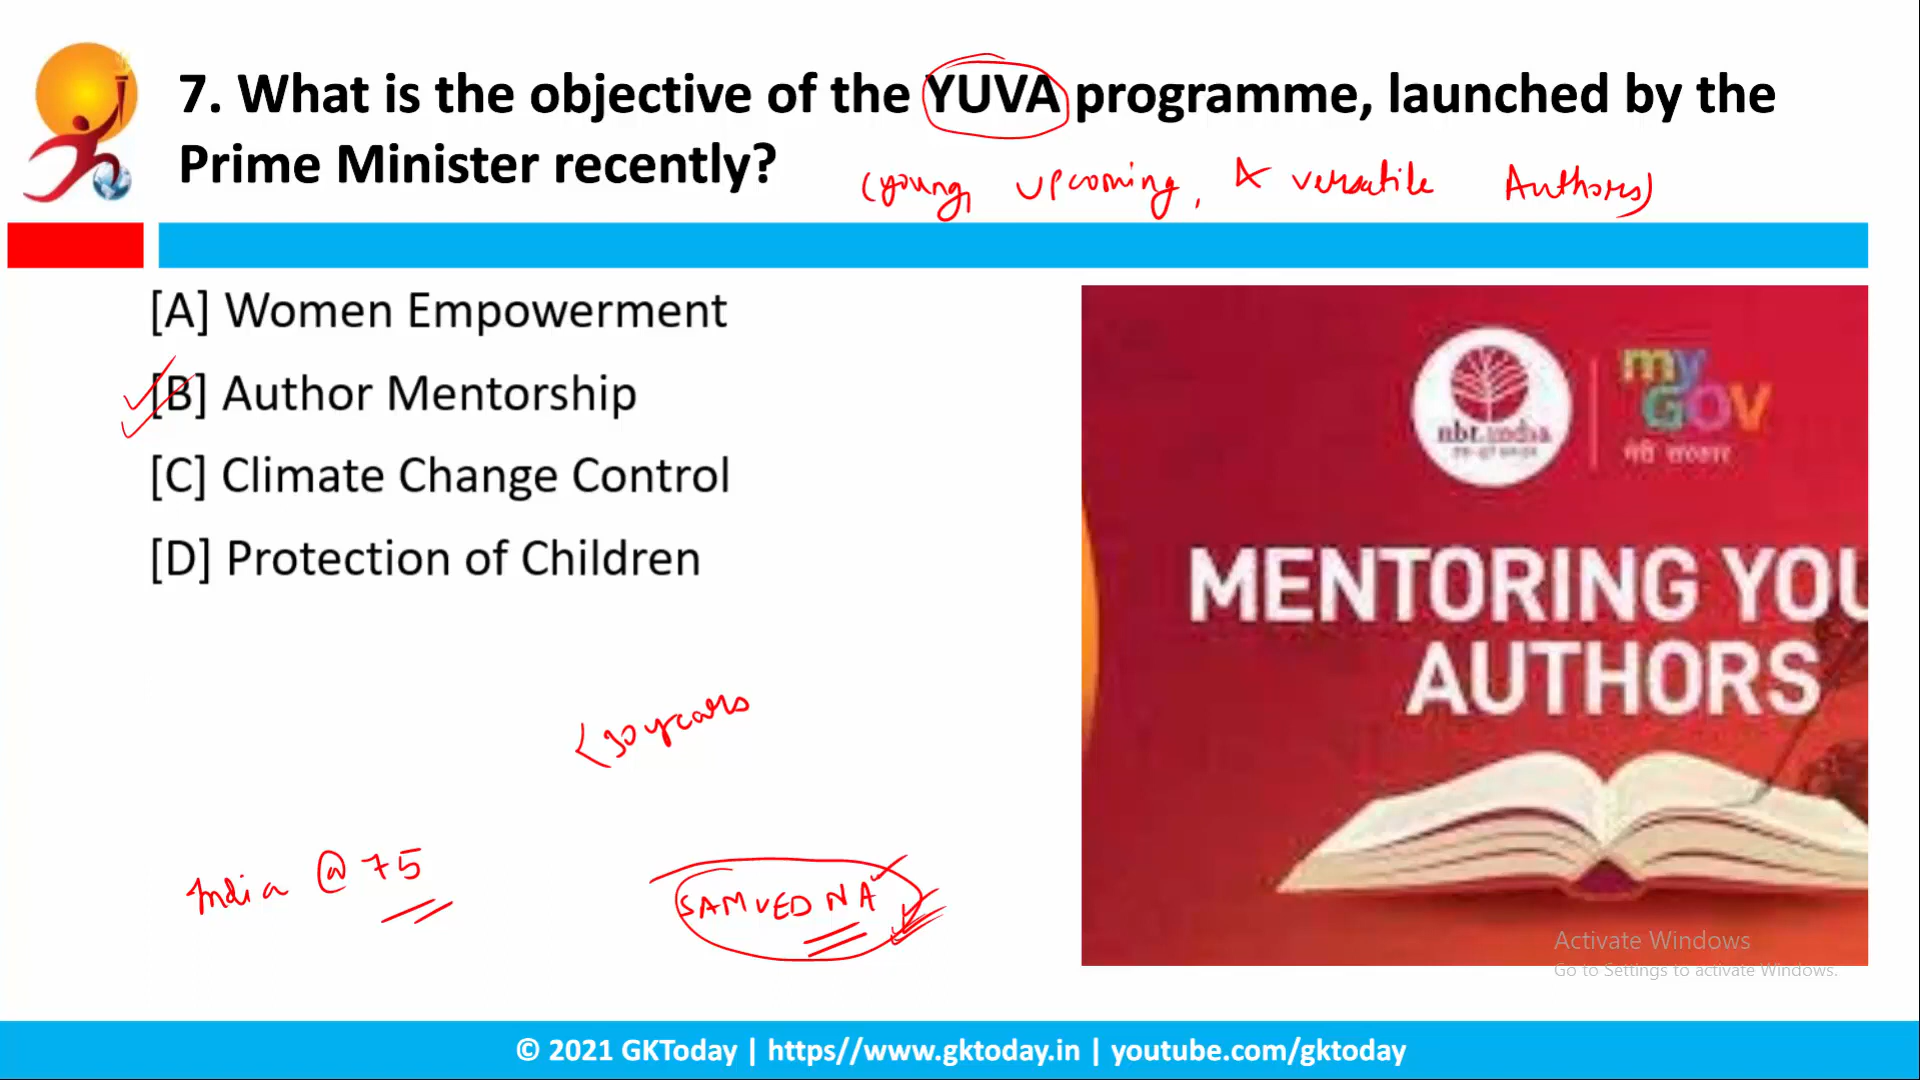 7. What is the objective of the YUVA programme, launched by the
Prime Minister recently?
(young, upcoming, & versatile Authors)
[A] Women Empowerment
[B] Author Mentorship
[C] Climate Change Control
[D] Protection of Children
<30 years
India @ 75
SAMVEDNA
my
GOV
मेरी सरकार
nbt.india
MENTORING YOU
AUTHORS
Activate Windows
Go to Settings to activate Windows.
© 2021 GKToday | https//www.gktoday.in | youtube.com/gktoday